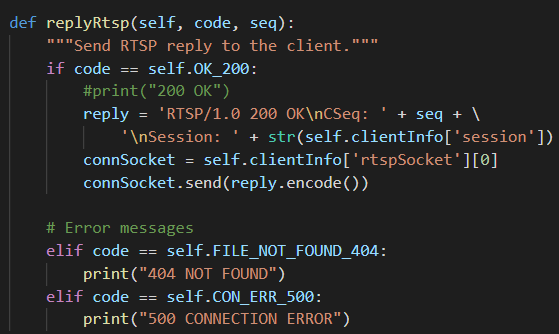 def replyRtsp(self, code, seq):
    """Send RTSP reply to the client."""
    if code == self.OK_200:
        #print("200 OK")
        reply = 'RTSP/1.0 200 OK\nCSeq: ' + seq + \
            '\nSession: ' + str(self.clientInfo['session'])
        connSocket = self.clientInfo['rtspSocket'][0]
        connSocket.send(reply.encode())

    # Error messages
    elif code == self.FILE_NOT_FOUND_404:
        print("404 NOT FOUND")
    elif code == self.CON_ERR_500:
        print("500 CONNECTION ERROR")